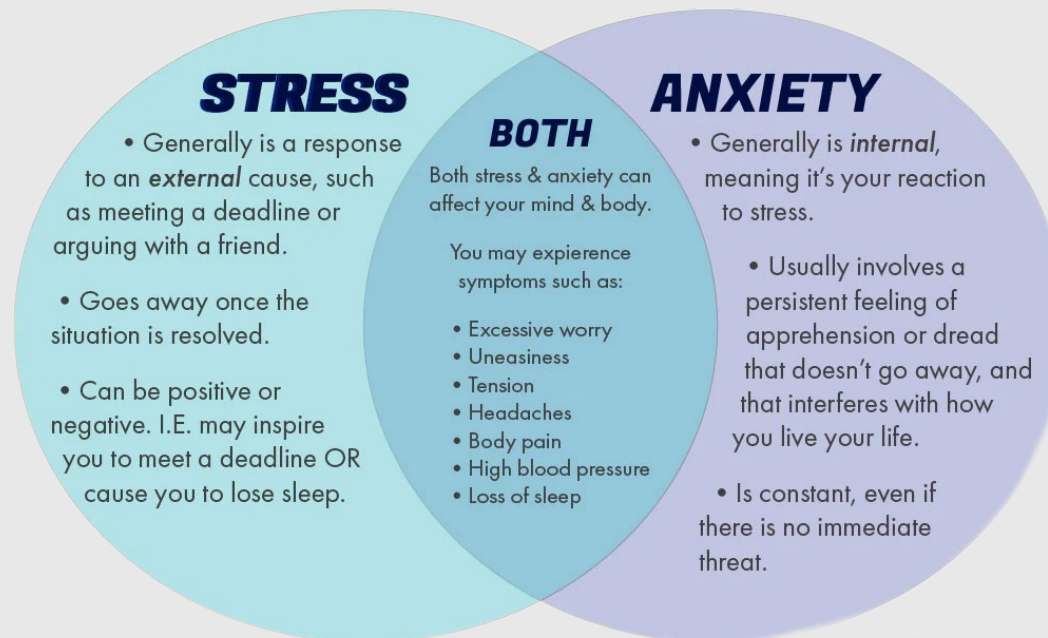 STRESS
• Generally is a response
to an external cause, such
as meeting a deadline or
arguing with a friend.
• Goes away once the
situation is resolved.
• Can be positive or
negative. I.E. may inspire
you to meet a deadline OR
cause you to lose sleep.
BOTH
Both stress & anxiety can
affect your mind & body.
You may expierence
symptoms such as:
• Excessive worry
• Uneasiness
• Tension
• Headaches
• Body pain
• High blood pressure
• Loss of sleep
ANXIETY
• Generally is internal,
meaning it's your reaction
to stress.
• Usually involves a
persistent feeling of
apprehension or dread
that doesn't go away, and
that interferes with how
you live your life.
• Is constant, even if
there is no immediate
threat.